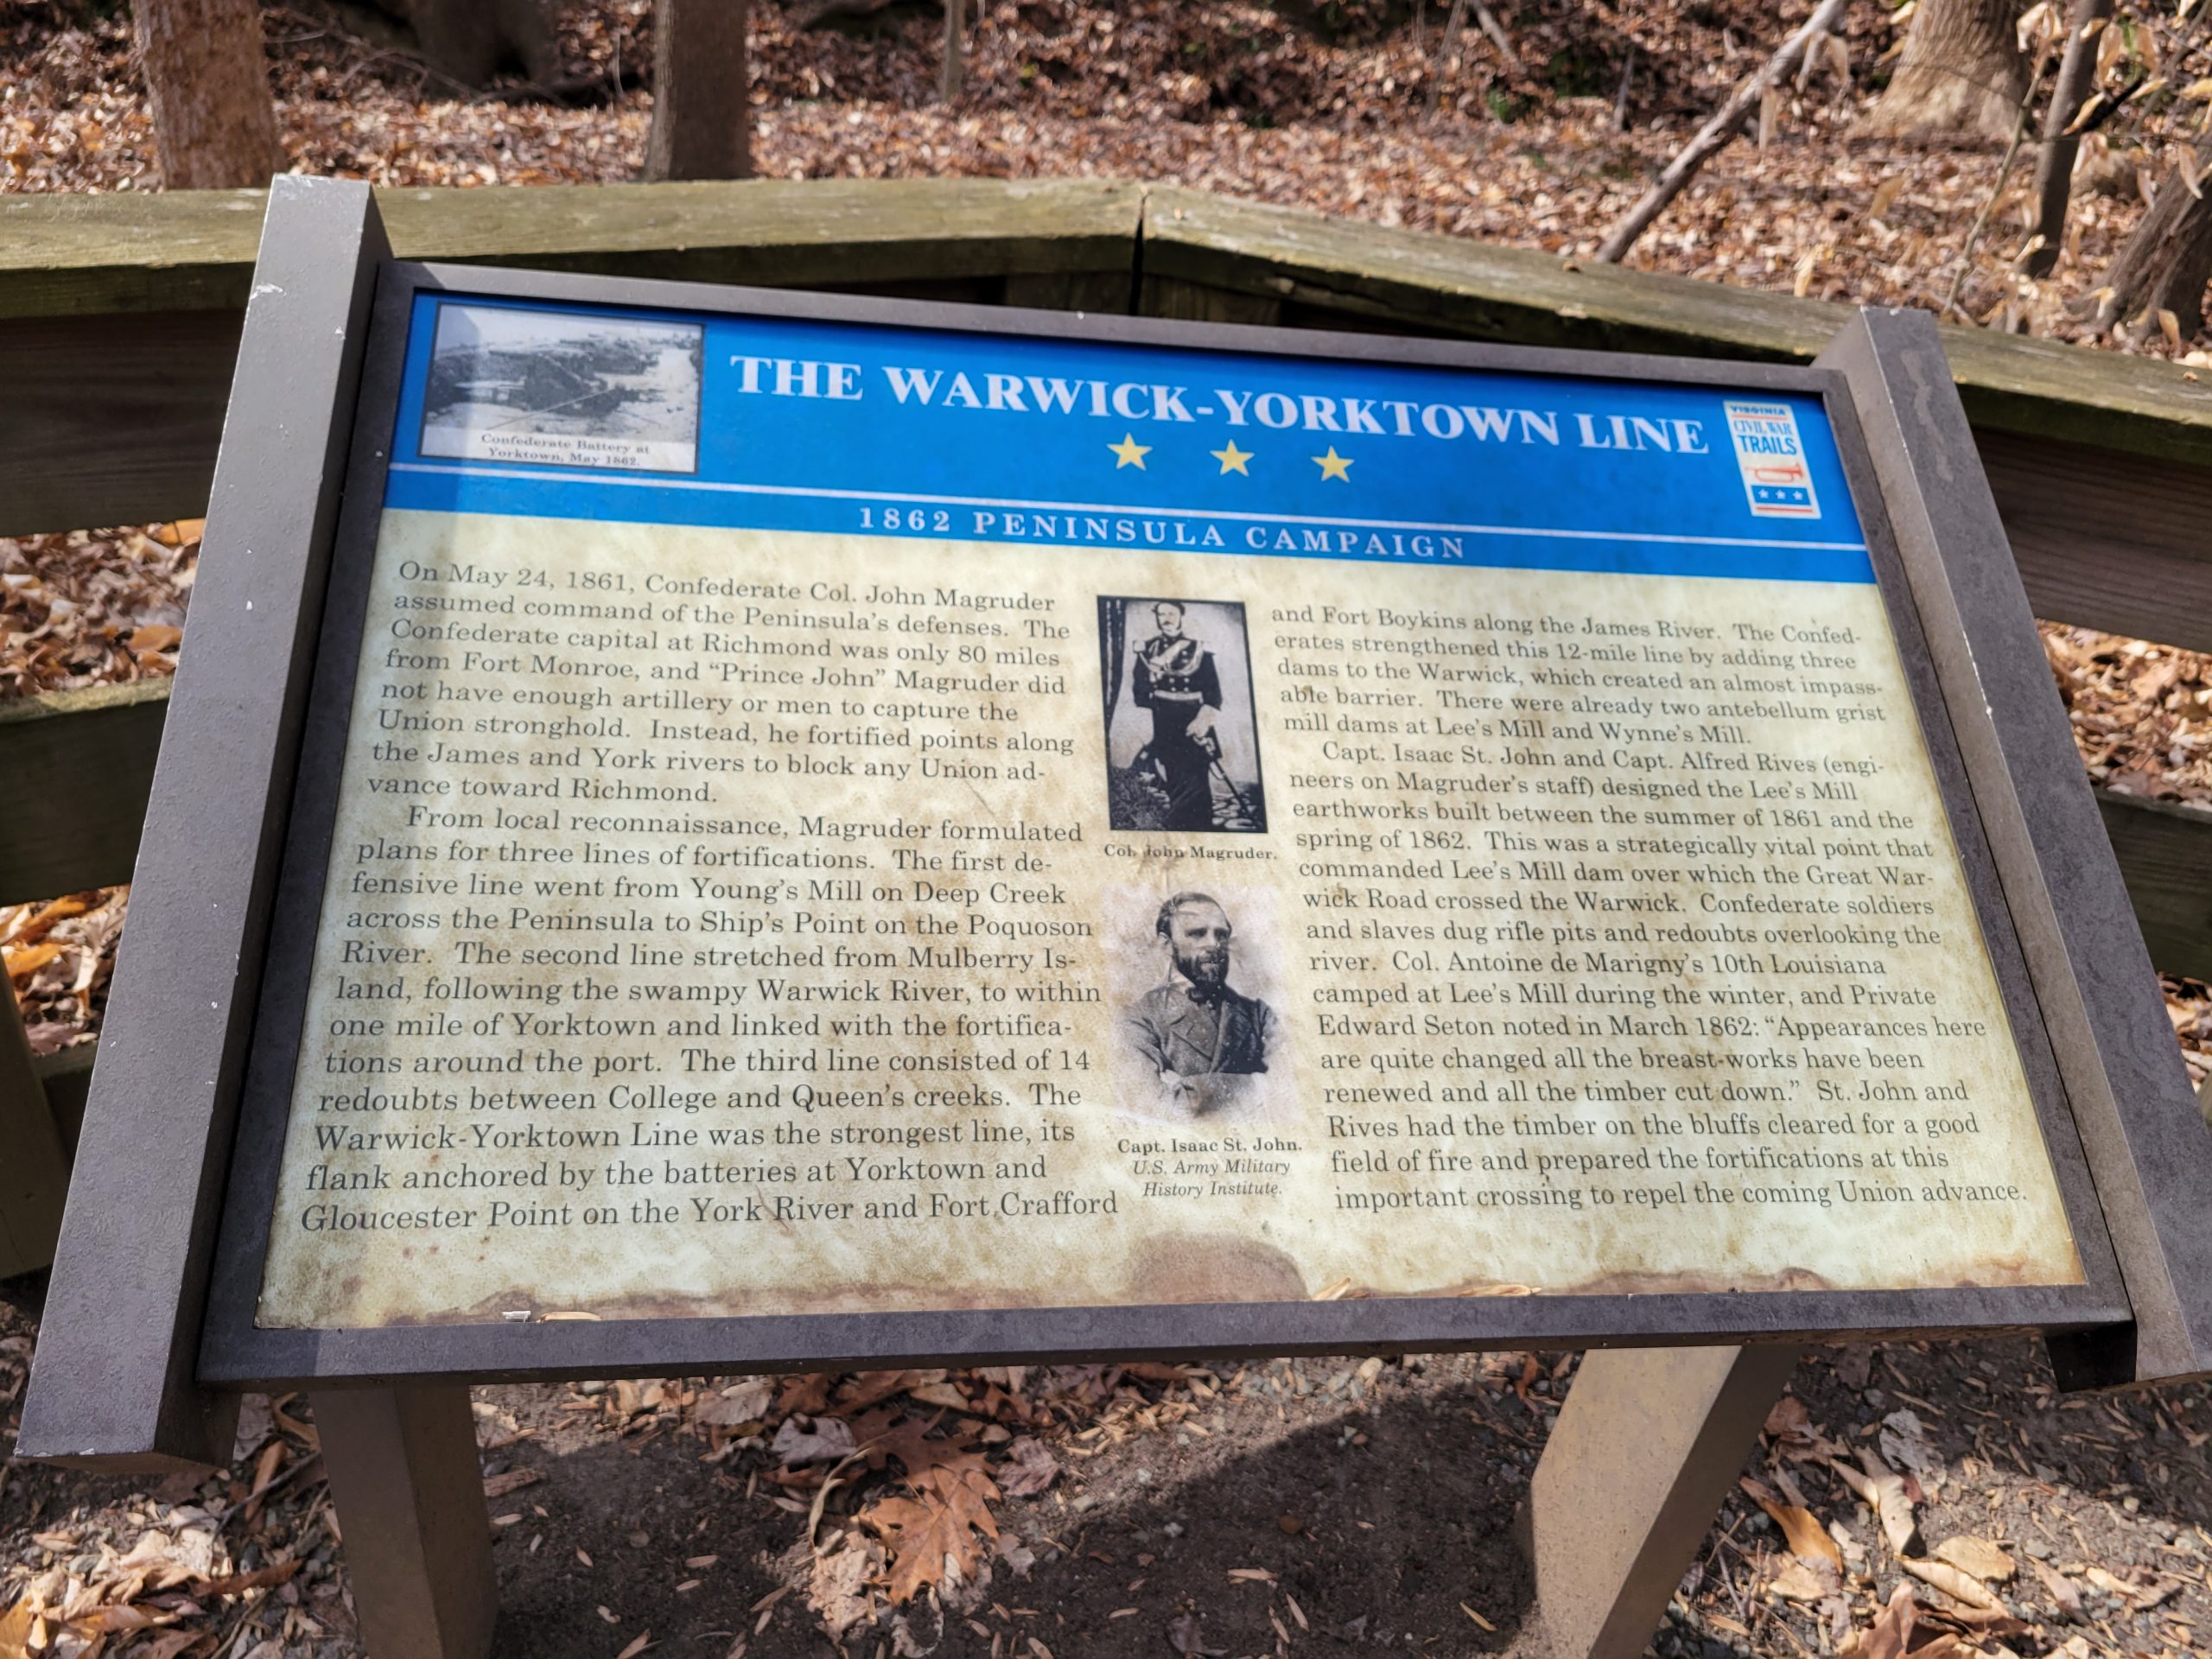 Confederate Battery at
Yorktown, May 1862.
THE WARWICK-YORKTOWN LINE
VIRGINIA
CIVIL WAR
TRAILS
1862 PENINSULA CAMPAIGN
On May 24, 1861, Confederate Col. John Magruder
assumed command of the Peninsula's defenses. The
Confederate capital at Richmond was only 80 miles
from Fort Monroe, and "Prince John" Magruder did
not have enough artillery or men to capture the
Union stronghold. Instead, he fortified points along
the James and York rivers to block any Union ad-
vance toward Richmond.
From local reconnaissance, Magruder formulated
plans for three lines of fortifications. The first de-
fensive line went from Young's Mill on Deep Creek
across the Peninsula to Ship's Point on the Poquoson
River. The second line stretched from Mulberry Is-
land, following the swampy Warwick River, to within
one mile of Yorktown and linked with the fortifica-
tions around the port. The third line consisted of 14
redoubts between College and Queen's creeks. The
Warwick-Yorktown Line was the strongest line, its
flank anchored by the batteries at Yorktown and
Gloucester Point on the York River and Fort Crafford
Col. John Magruder.
Capt. Isaac St. John.
U.S. Army Military
History Institute.
and Fort Boykins along the James River. The Confed-
erates strengthened this 12-mile line by adding three
dams to the Warwick, which created an almost impass-
able barrier. There were already two antebellum grist
mill dams at Lee's Mill and Wynne's Mill.
Capt. Isaac St. John and Capt. Alfred Rives (engi-
neers on Magruder's staff) designed the Lee's Mill
earthworks built between the summer of 1861 and the
spring of 1862. This was a strategically vital point that
commanded Lee's Mill dam over which the Great War-
wick Road crossed the Warwick. Confederate soldiers
and slaves dug rifle pits and redoubts overlooking the
river. Col. Antoine de Marigny's 10th Louisiana
camped at Lee's Mill during the winter, and Private
Edward Seton noted in March 1862: "Appearances here
are quite changed all the breast-works have been
renewed and all the timber cut down." St. John and
Rives had the timber on the bluffs cleared for a good
field of fire and prepared the fortifications at this
important crossing to repel the coming Union advance.